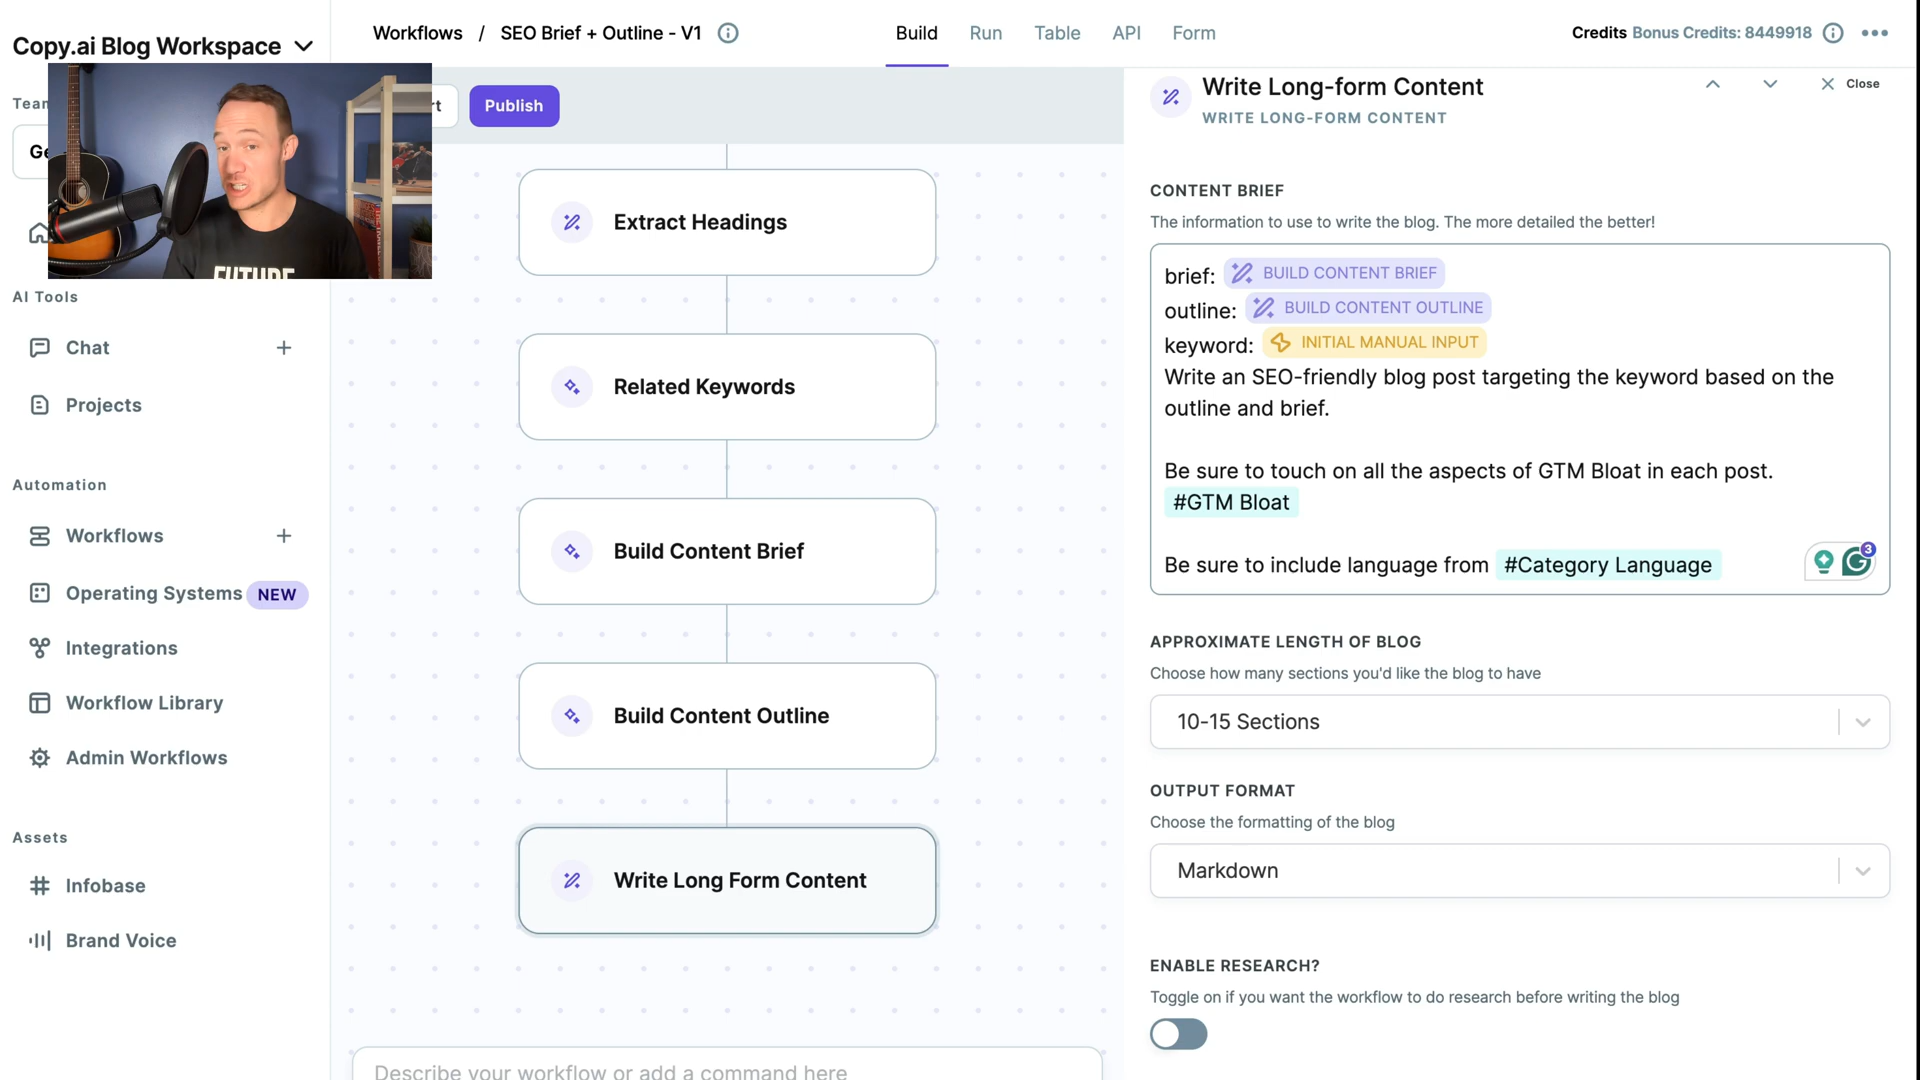 Copy.ai Blog Workspace
Workflows / SEO Brief + Outline - V1
Build
Run
Table
API
Form
Credits Bonus Credits: 8449918
Publish
FUTURE
AI Tools
Chat
Projects
Automation
Workflows
Operating Systems NEW
Integrations
Workflow Library
Admin Workflows
Assets
Infobase
Brand Voice
Extract Headings
Related Keywords
Build Content Brief
Build Content Outline
Write Long Form Content
Describe your workflow or add a command here
Write Long-form Content
WRITE LONG-FORM CONTENT
Close
CONTENT BRIEF
The information to use to write the blog. The more detailed the better!
brief: BUILD CONTENT BRIEF
outline: BUILD CONTENT OUTLINE
keyword: INITIAL MANUAL INPUT
Write an SEO-friendly blog post targeting the keyword based on the
outline and brief.
Be sure to touch on all the aspects of GTM Bloat in each post.
#GTM Bloat
Be sure to include language from #Category Language
3
APPROXIMATE LENGTH OF BLOG
Choose how many sections you'd like the blog to have
10-15 Sections
OUTPUT FORMAT
Choose the formatting of the blog
Markdown
ENABLE RESEARCH?
Toggle on if you want the workflow to do research before writing the blog